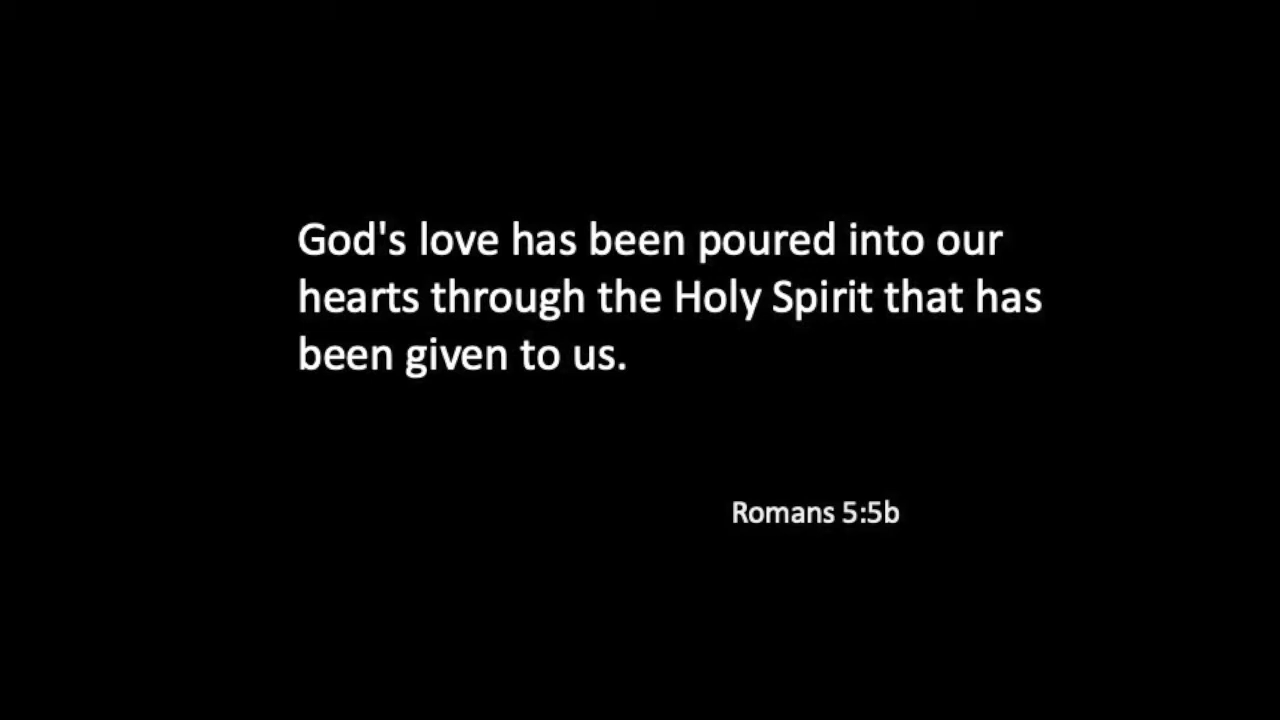 God's love has been poured into our
hearts through the Holy Spirit that has
been given to us.
Romans 5:5b